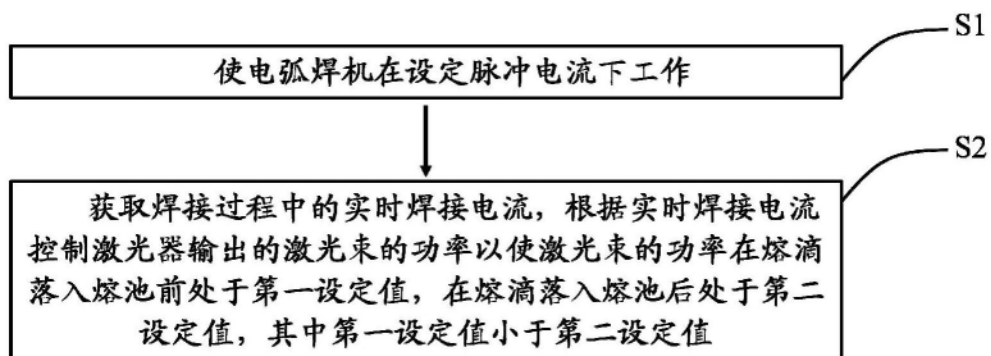 S1
使电弧焊机在设定脉冲电流下工作
S2
获取焊接过程中的实时焊接电流，根据实时焊接电流
控制激光器输出的激光束的功率以使激光束的功率在熔滴
落入熔池前处于第一设定值，在熔滴落入熔池后处于第二
设定值，其中第一设定值小于第二设定值